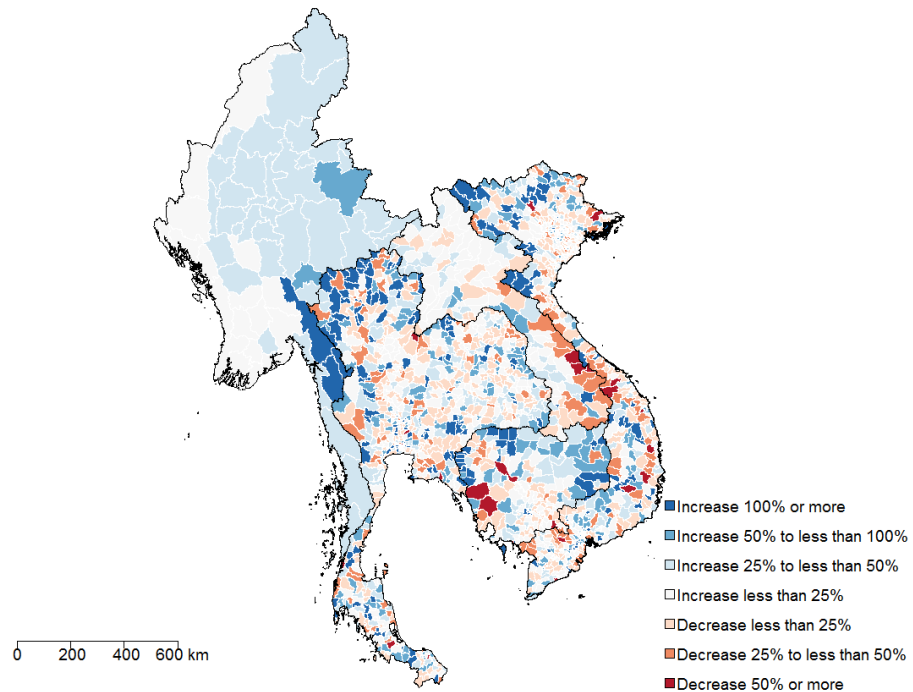 Increase 100% or more
Increase 50% to less than 100%
Increase 25% to less than 50%
Increase less than 25%
Decrease less than 25%
Decrease 25% to less than 50%
Decrease 50% or more
0 200 400 600 km